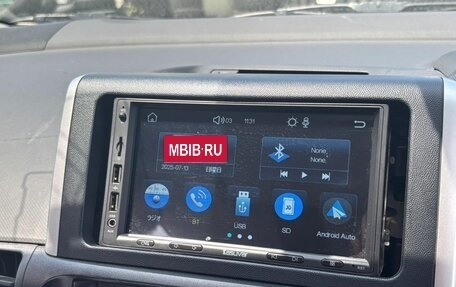 03 11:31
MBIB·RU
2025-07-13 日曜日
None.
None.
ラジオ BT USB SD Android Auto